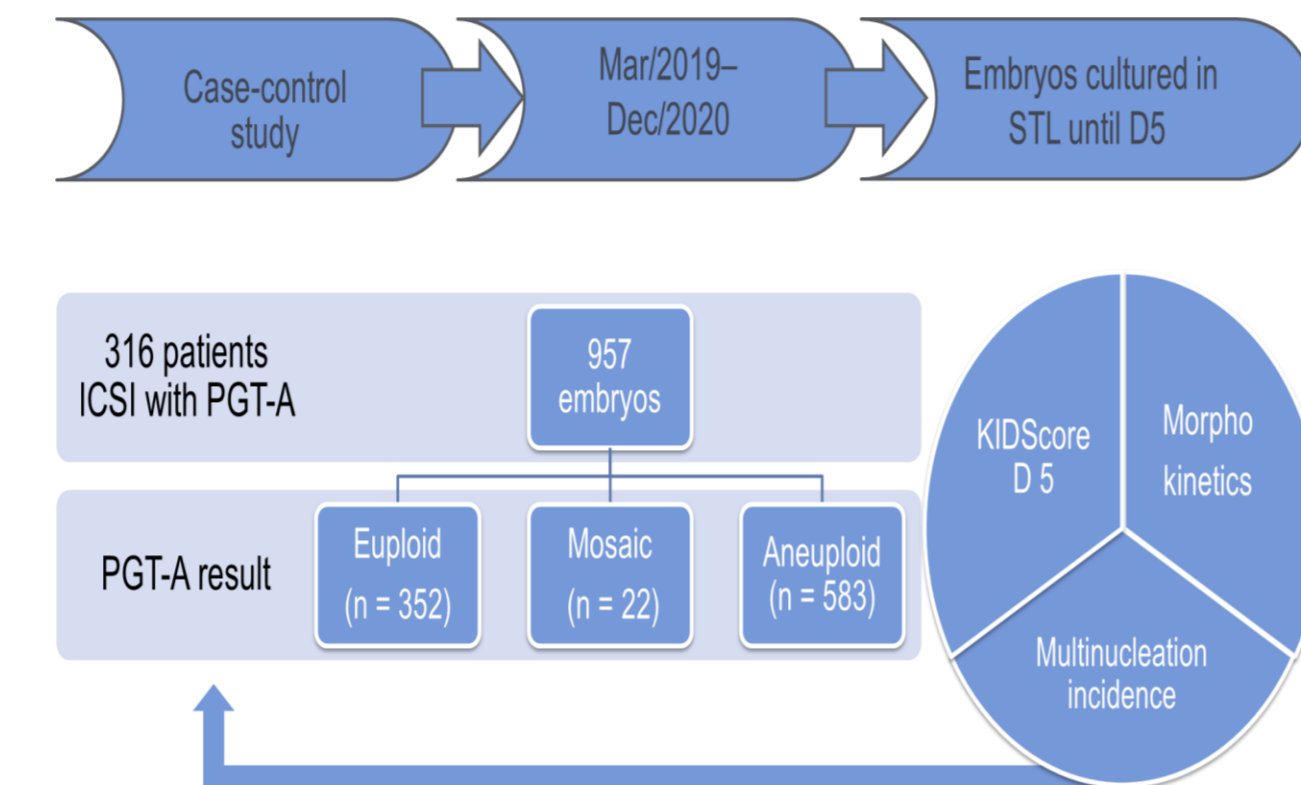 Case-control
study
Mar/2019–
Dec/2020
Embryos cultured in
STL until D5
316 patients
ICSI with PGT-A
957
embryos
PGT-A result
Euploid
(n = 352)
Mosaic
(n = 22)
Aneuploid
(n = 583)
KIDScore
D 5
Morpho
kinetics
Multinucleation
incidence